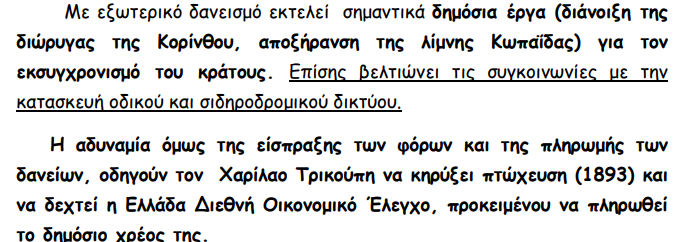 Με εξωτερικό δανεισμό εκτελεί σημαντικά δημόσια έργα (διάνοιξη της
διώρυγας της Κορίνθου, αποξήρανση της λίμνης Κωπαΐδας) για τον
εκσυγχρονισμό του κράτους. Επίσης βελτιώνει τις συγκοινωνίες με την
κατασκευή οδικού και σιδηροδρομικού δικτύου.
Η αδυναμία όμως της είσπραξης των φόρων και της πληρωμής των
δανείων, οδηγούν τον Χαρίλαο Τρικούπη να κηρύξει πτώχευση (1893) και
να δεχτεί η Ελλάδα Διεθνή Οικονομικό Έλεγχο, προκειμένου να πληρωθεί
το δημόσιο χρέος της.